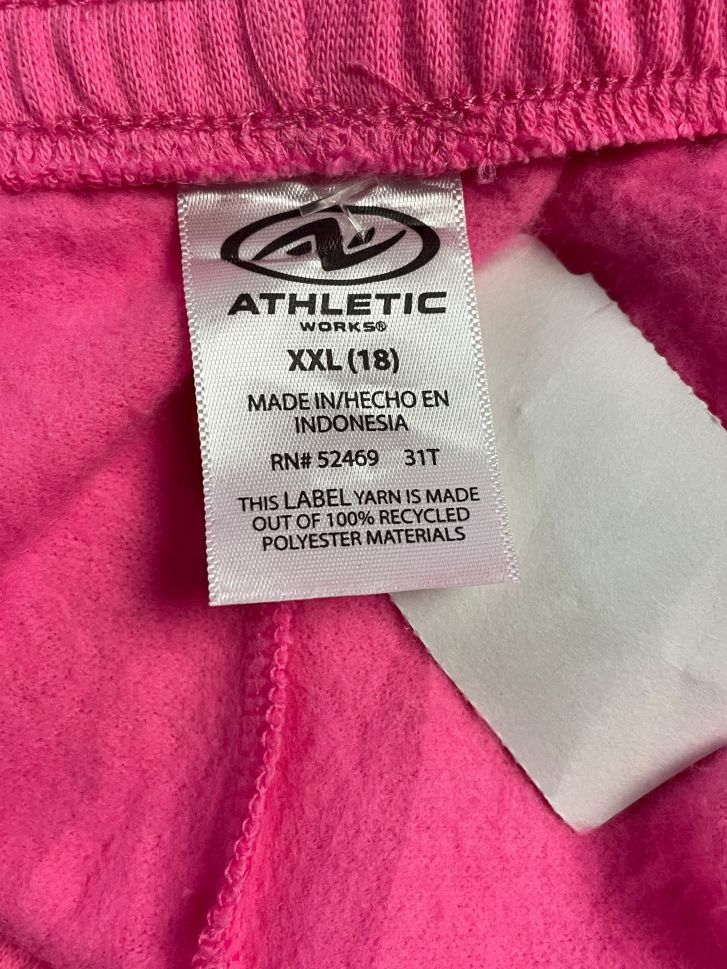 ATHLETIC
WORKS®
XXL (18)
MADE IN/HECHO EN
INDONESIA
RN# 52469 31T
THIS LABEL YARN IS MADE
OUT OF 100% RECYCLED
POLYESTER MATERIALS